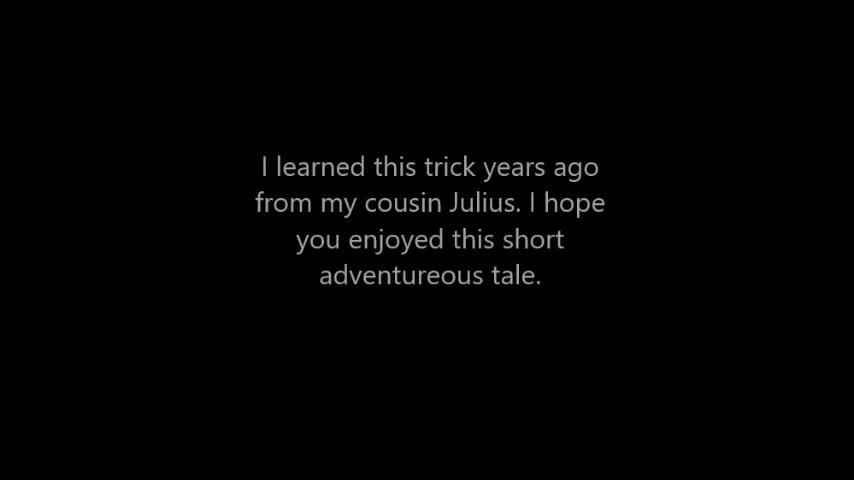 I learned this trick years ago
from my cousin Julius. I hope
you enjoyed this short
adventureous tale.